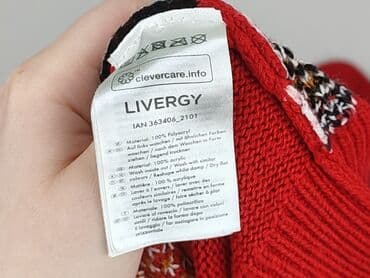 clevercare.info
LIVERGY
IAN 363406_2101
Material: 100% Polyacryl
Auf links waschen / mit ähnlichen Farben
waschen / nach dem Waschen in Form
ziehen / liegend trocknen
Material: 100% acrylic
Wash inside out / Wash with similar
colours / Reshape while damp / Dry flat
Matière: 100 % acrylique
Laver à l'envers / laver avec des
couleurs similaires / remettre en forme
après le lavage / faire sécher à plat
Materiale: 100% poliacrilico
Lavare al rovescio / lavare con colori
simili / ridare la forma dopo
il lavaggio / far asciugare in posizione
orizzontale